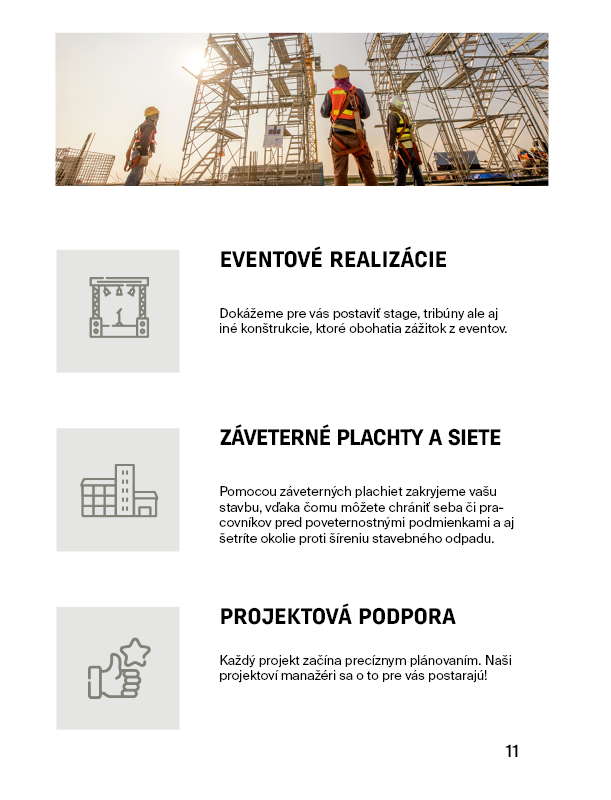 EVENTOVÉ REALIZÁCIE
Dokážeme pre vás postaviť stage, tribúny ale aj
iné konštrukcie, ktoré obohatia zážitok z eventov.
ZÁVETERNÉ PLACHTY A SIETE
Pomocou záveterných plachiet zakryjeme vašu
stavbu, vďaka čomu môžete chrániť seba či pra-
covníkov pred poveternostnými podmienkami a aj
šetríte okolie proti šíreniu stavebného odpadu.
PROJEKTOVÁ PODPORA
Každý projekt začína precíznym plánovaním. Naši
projektoví manažéri sa o to pre vás postarajú!
11